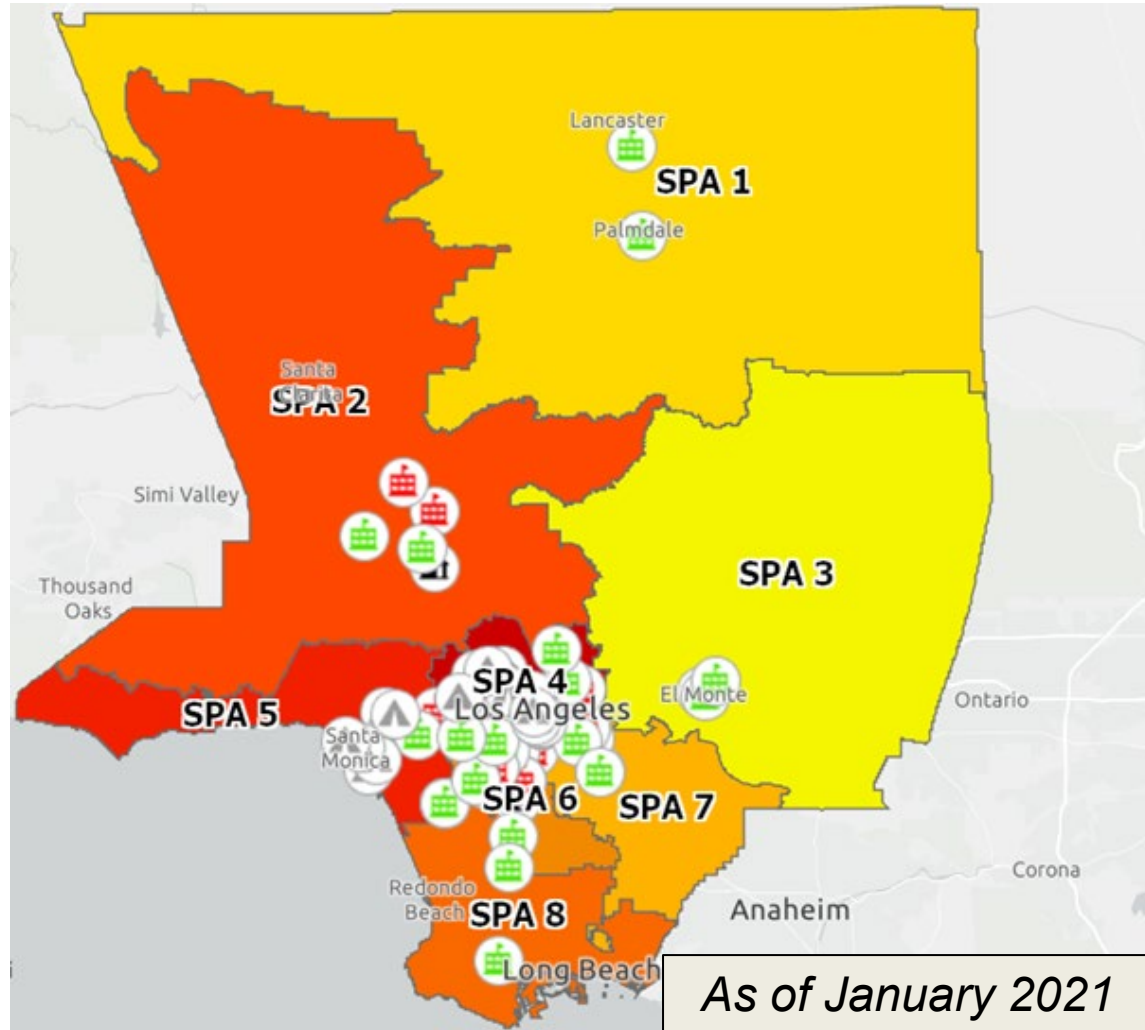 Lancaster
SPA 1
Palmdale
Santa
Clarita
SPA 2
Simi Valley
Thousand
Oaks
SPA 3
SPA 4
El Monte
Ontario
SPA 5
Los Angeles
Santa
Monica
SPA 6
SPA 7
Corona
Redondo
Beach
SPA 8
Anaheim
Long Beach
As of January 2021